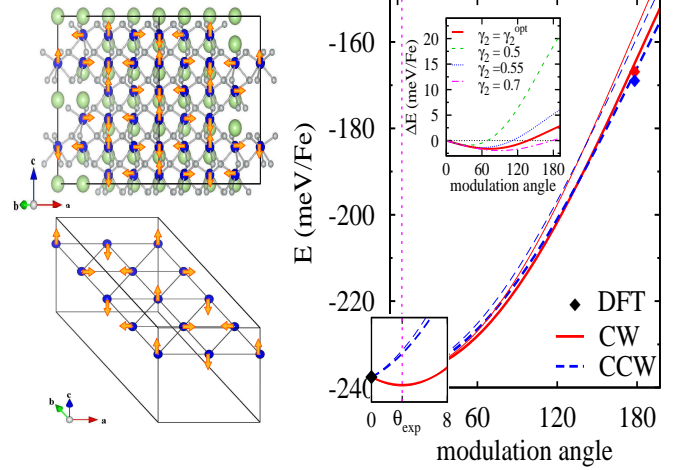 c
b
a
b
c
a
E (meV/Fe)
-160
-180
-200
-220
-240
ΔE (meV/Fe)
20
15
10
5
0
γ₂ = γ₂ᵒᵖᵗ
γ₂ = 0.5
γ₂ =0.55
γ₂ = 0.7
0 60 120 180
modulation angle
DFT
CW
CCW
0 θexp 8 60 120 180
modulation angle